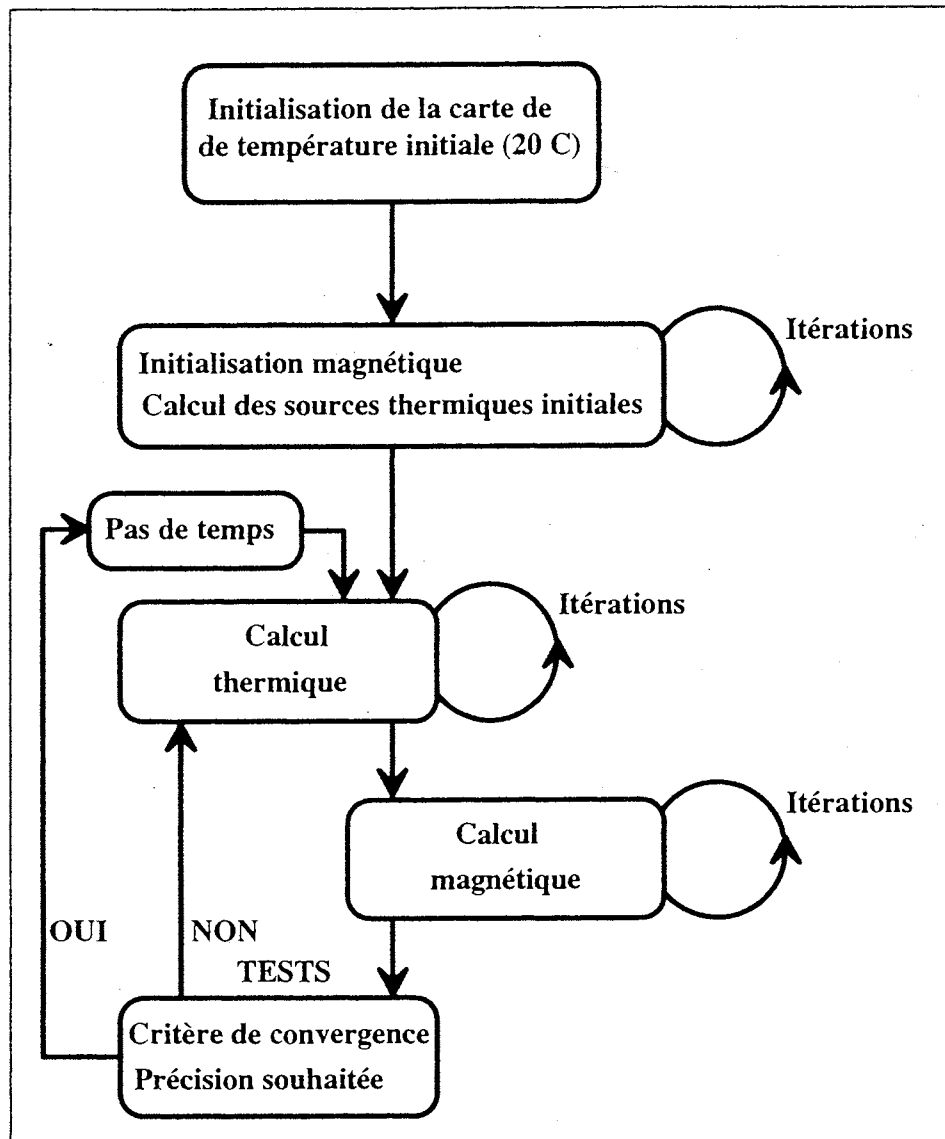 Initialisation de la carte de
de température initiale (20 C)
Itérations
Initialisation magnétique
Calcul des sources thermiques initiales
Pas de temps
Itérations
Calcul
thermique
Itérations
Calcul
magnétique
OUI
NON
TESTS
Critère de convergence
Précision souhaitée